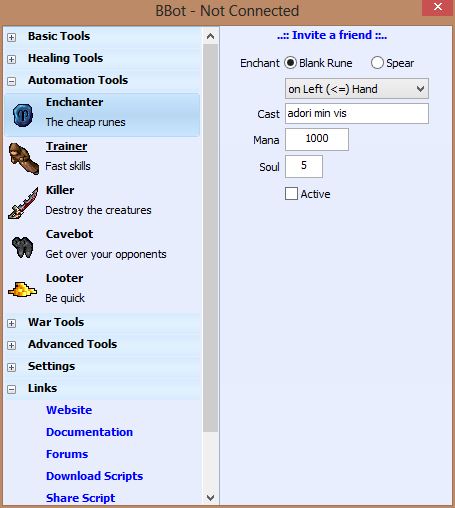 BBot - Not Connected
Basic Tools
Healing Tools
Automation Tools
Enchanter
The cheap runes
Trainer
Fast skills
Killer
Destroy the creatures
Cavebot
Get over your opponents
Looter
Be quick
War Tools
Advanced Tools
Settings
Links
Website
Documentation
Forums
Download Scripts
Share Script
..:: Invite a friend ::..
Enchant Blank Rune Spear
on Left (<=) Hand
Cast adori min vis
Mana 1000
Soul 5
Active